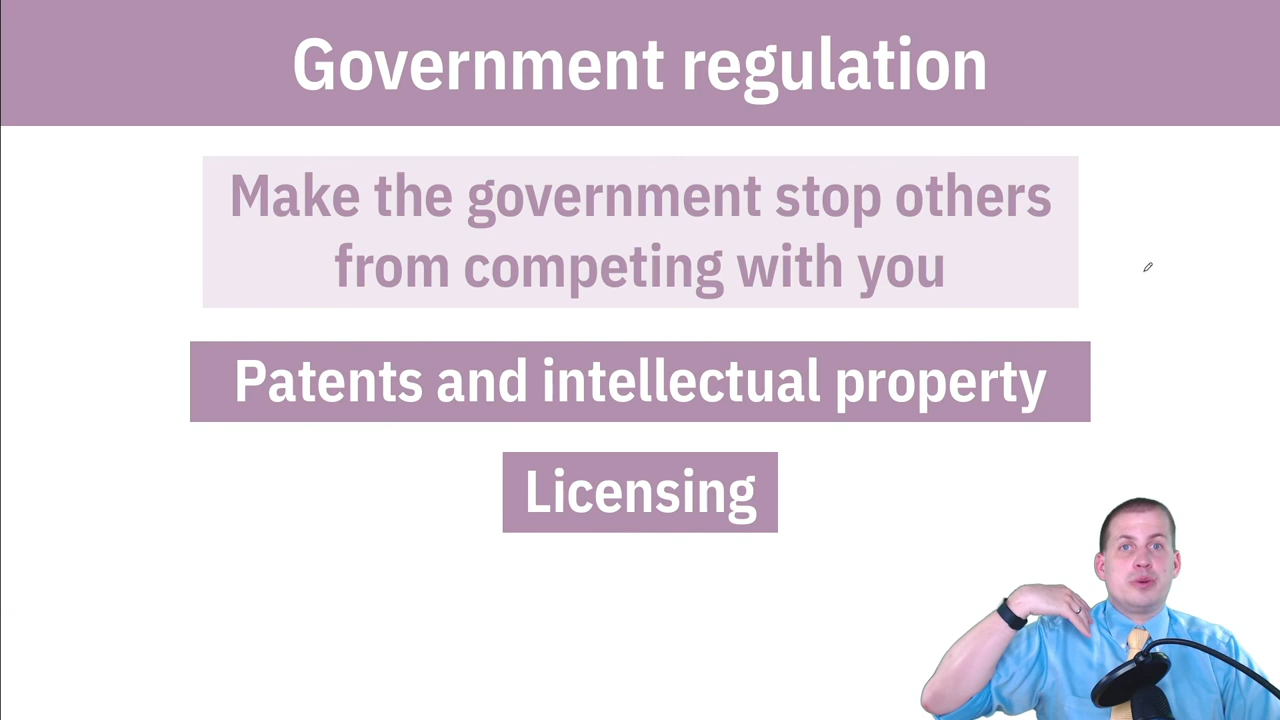 Government regulation
Make the government stop others
from competing with you
Patents and intellectual property
Licensing